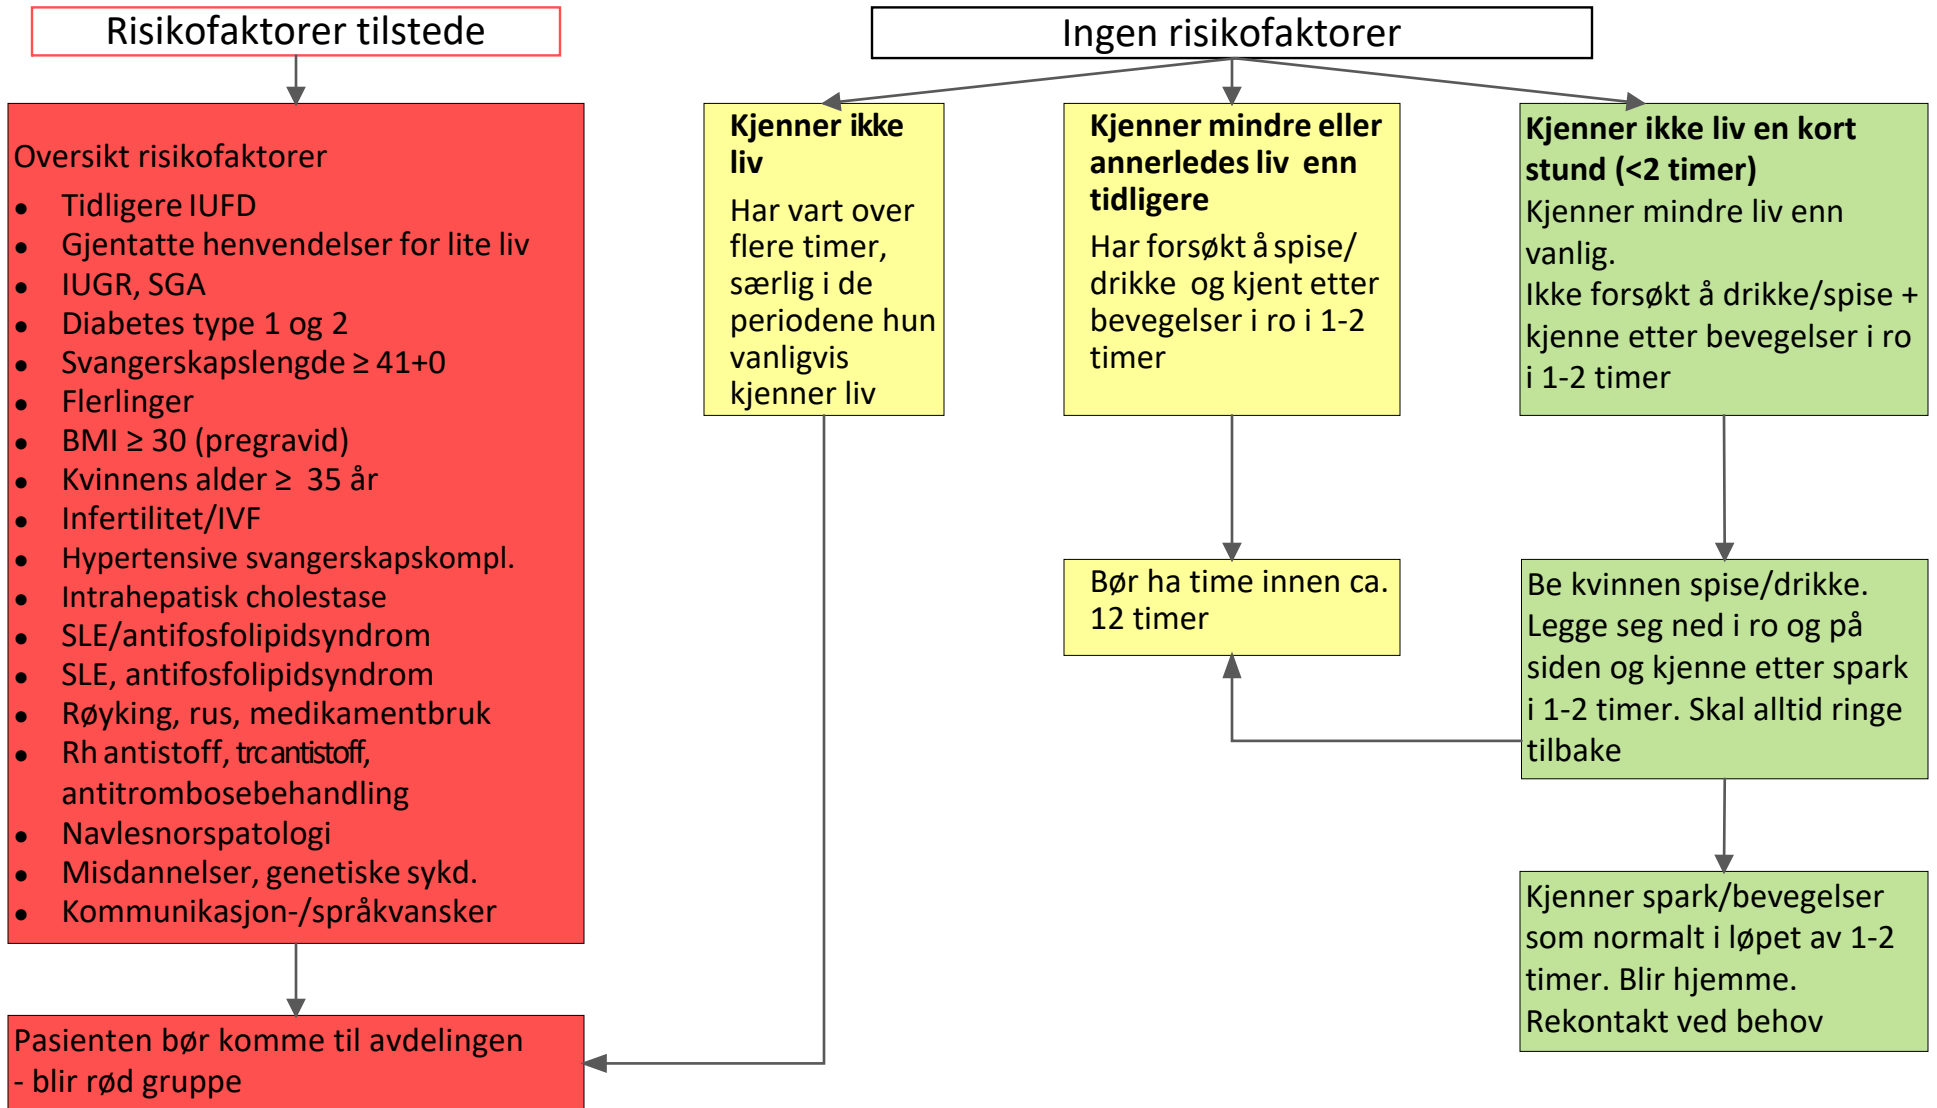 Risikofaktorer tilstede
Oversikt risikofaktorer
● Tidligere IUFD
● Gjentatte henvendelser for lite liv
● IUGR, SGA
● Diabetes type 1 og 2
● Svangerskapslengde ≥ 41+0
● Flerlinger
● BMI ≥ 30 (pregravid)
● Kvinnens alder ≥ 35 år
● Infertilitet/IVF
● Hypertensive svangerskapskompl.
● Intrahepatisk cholestase
● SLE/antifosfolipidsyndrom
● SLE, antifosfolipidsyndrom
● Røyking, rus, medikamentbruk
● Rh antistoff, trc antistoff,
antitrombosebehandling
● Navlesnorspatologi
● Misdannelser, genetiske sykd.
● Kommunikasjon-/språkvansker
Pasienten bør komme til avdelingen
- blir rød gruppe
Ingen risikofaktorer
Kjenner ikke
liv
Har vart over
flere timer,
særlig i de
periodene hun
vanligvis
kjenner liv
Kjenner mindre eller
annerledes liv enn
tidligere
Har forsøkt å spise/
drikke og kjent etter
bevegelser i ro i 1-2
timer
Bør ha time innen ca.
12 timer
Kjenner ikke liv en kort
stund (<2 timer)
Kjenner mindre liv enn
vanlig.
Ikke forsøkt å drikke/spise +
kjenne etter bevegelser i ro
i 1-2 timer
Be kvinnen spise/drikke.
Legge seg ned i ro og på
siden og kjenne etter spark
i 1-2 timer. Skal alltid ringe
tilbake
Kjenner spark/bevegelser
som normalt i løpet av 1-2
timer. Blir hjemme.
Rekontakt ved behov